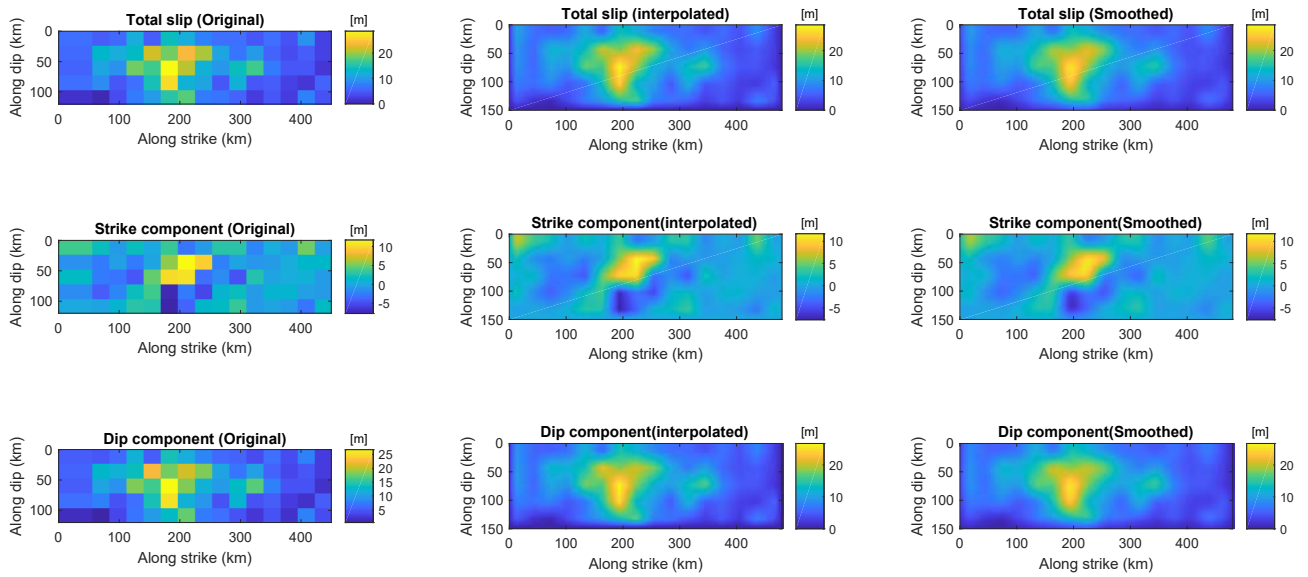 Total slip (Original)
[m]
0
50
100
Along dip (km)
0
100
200
300
400
Along strike (km)
20
10
0
Total slip (interpolated)
[m]
0
50
100
150
Along dip (km)
0
200
400
Along strike (km)
20
10
0
Total slip (Smoothed)
[m]
0
50
100
150
Along dip (km)
0
100
200
300
400
Along strike (km)
20
10
0
Strike component (Original)
[m]
0
50
100
Along dip (km)
0
100
200
300
400
Along strike (km)
10
5
0
-5
Strike component(interpolated)
[m]
0
50
100
150
Along dip (km)
0
200
400
Along strike (km)
10
5
0
-5
Strike component(Smoothed)
[m]
0
50
100
150
Along dip (km)
0
100
200
300
400
Along strike (km)
10
5
0
-5
Dip component (Original)
[m]
0
50
100
Along dip (km)
0
100
200
300
400
Along strike (km)
25
20
15
10
5
Dip component(interpolated)
[m]
0
50
100
150
Along dip (km)
0
200
400
Along strike (km)
20
10
0
Dip component(Smoothed)
[m]
0
50
100
150
Along dip (km)
0
100
200
300
400
Along strike (km)
20
10
0